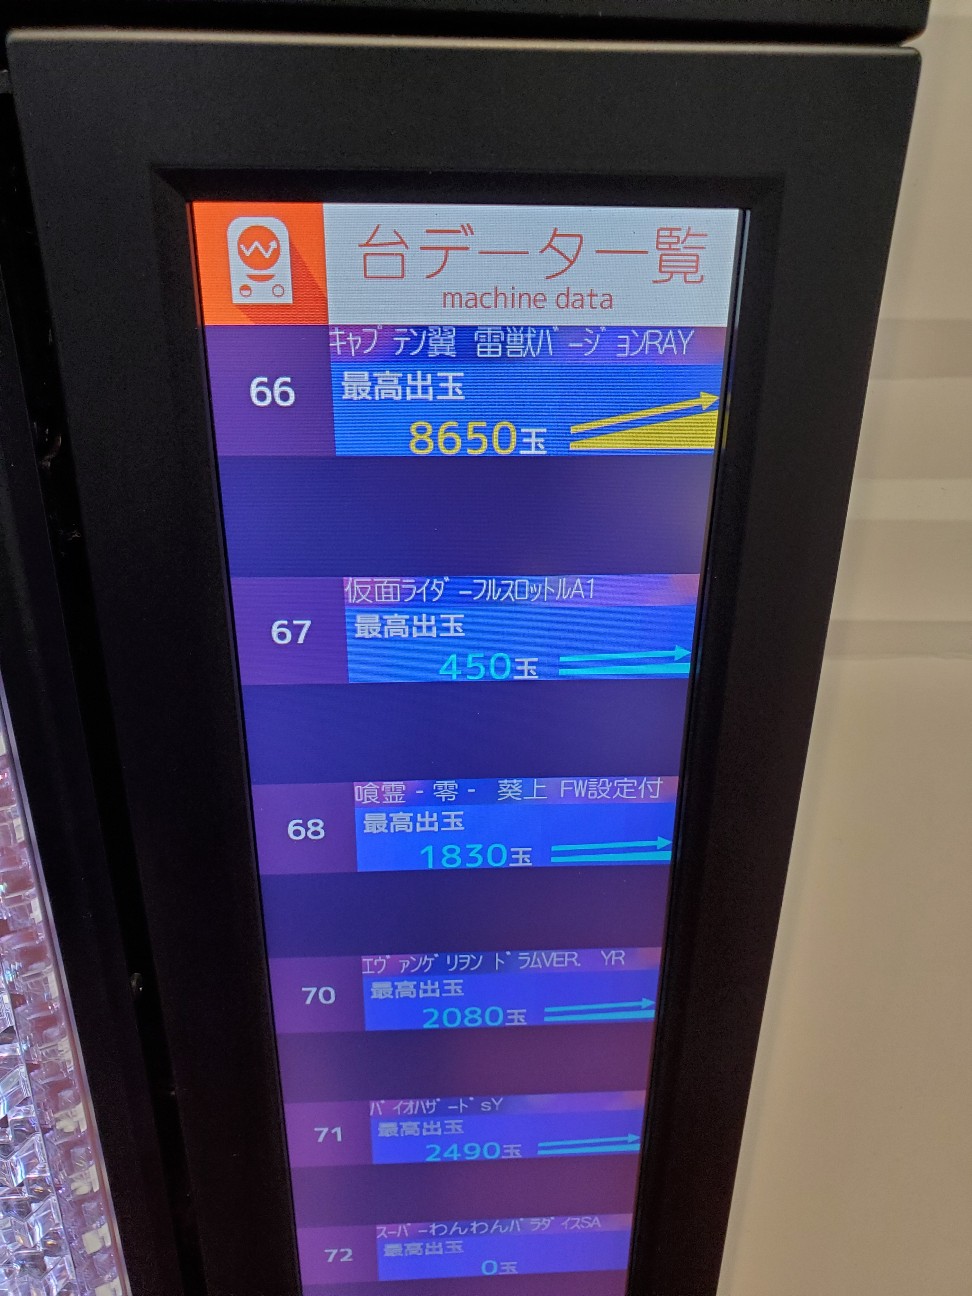 台データ一覧
machine data
キャプテン翼 雷獣バージョンRAY
66
最高出玉
8650玉
仮面ライダーフルスロットルA1
67
最高出玉
450玉
喰霊-零- 葵上 FW設定付
68
最高出玉
1830玉
エヴァンゲリヲン ドラムVER. YR
70
最高出玉
2080玉
バイオハザードsY
71
最高出玉
2490玉
スーパーわんわんパラダイスSA
72
最高出玉
0玉